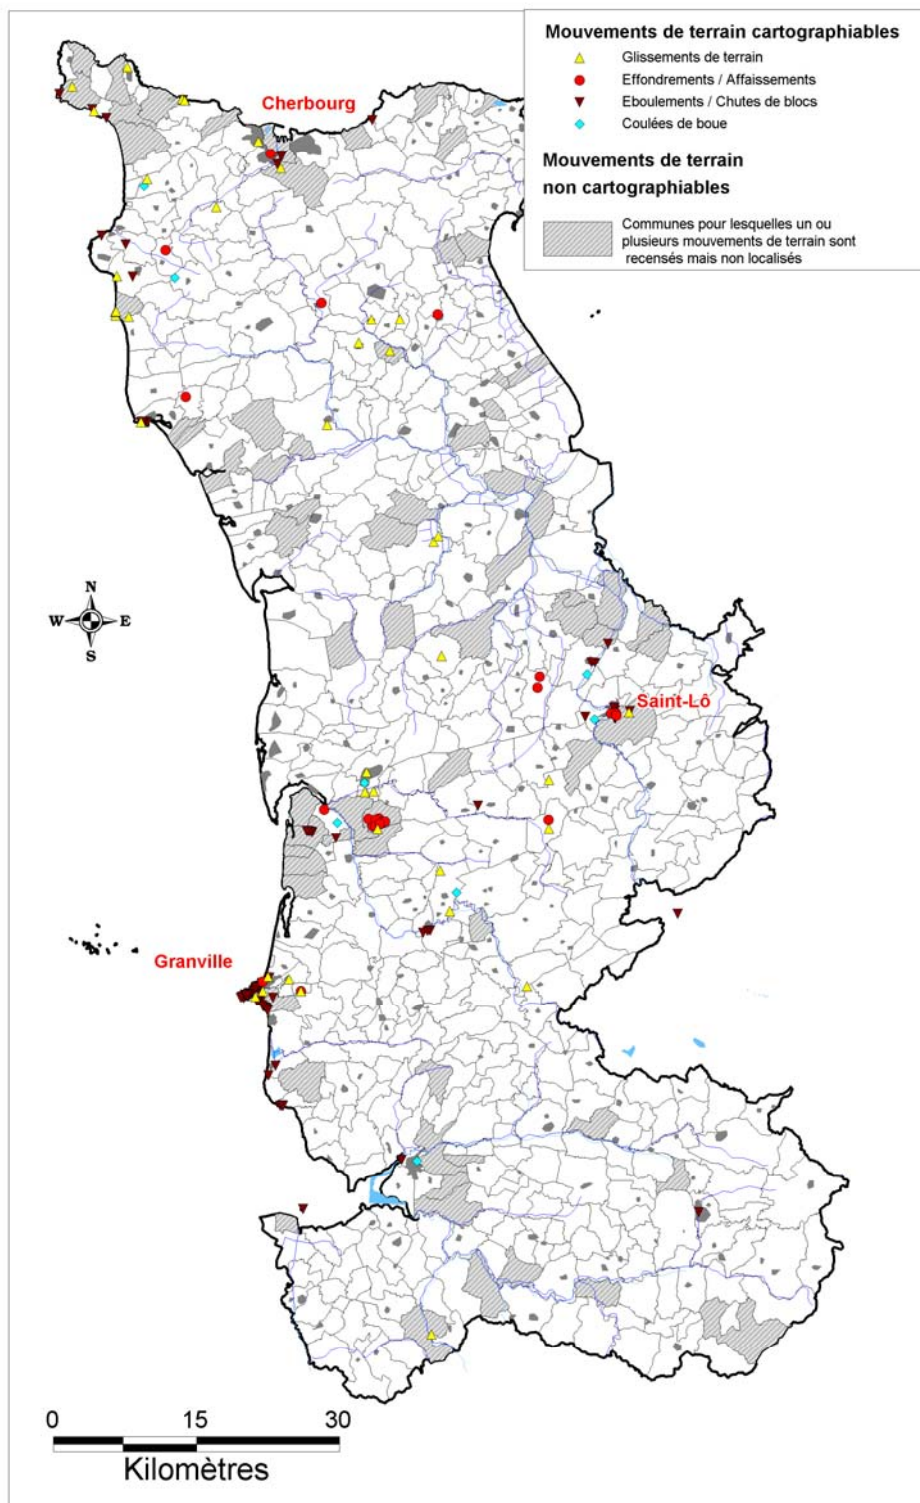 Mouvements de terrain cartographiables
Glissements de terrain
Effondrements / Affaissements
Eboulements / Chutes de blocs
Coulées de boue
Mouvements de terrain
non cartographiables
Communes pour lesquelles un ou
plusieurs mouvements de terrain sont
recensés mais non localisés
Cherbourg
N
W E
S
Saint-Lô
Granville
0 15 30
Kilomètres